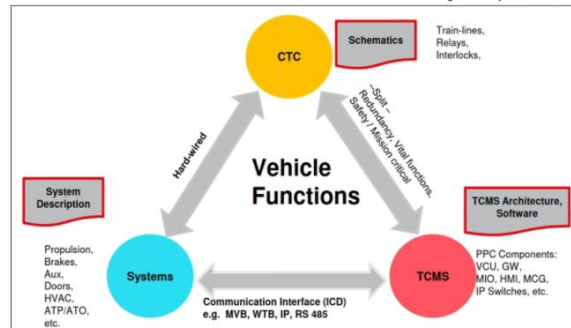 CTC
Schematics
Train-lines,
Relays,
Interlocks,
–Split –
Redundancy, Vital functions,
Safety / Mission critical
Hard-wired
Vehicle
Functions
System
Description
TCMS Architecture,
Software
Propulsion,
Brakes,
Aux,
Doors,
HVAC,
ATP/ATO,
etc.
Systems
TCMS
PPC Components:
VCU, GW,
MIO, HMI, MCG,
IP Switches, etc.
Communication Interface (ICD)
e.g. MVB, WTB, IP, RS 485